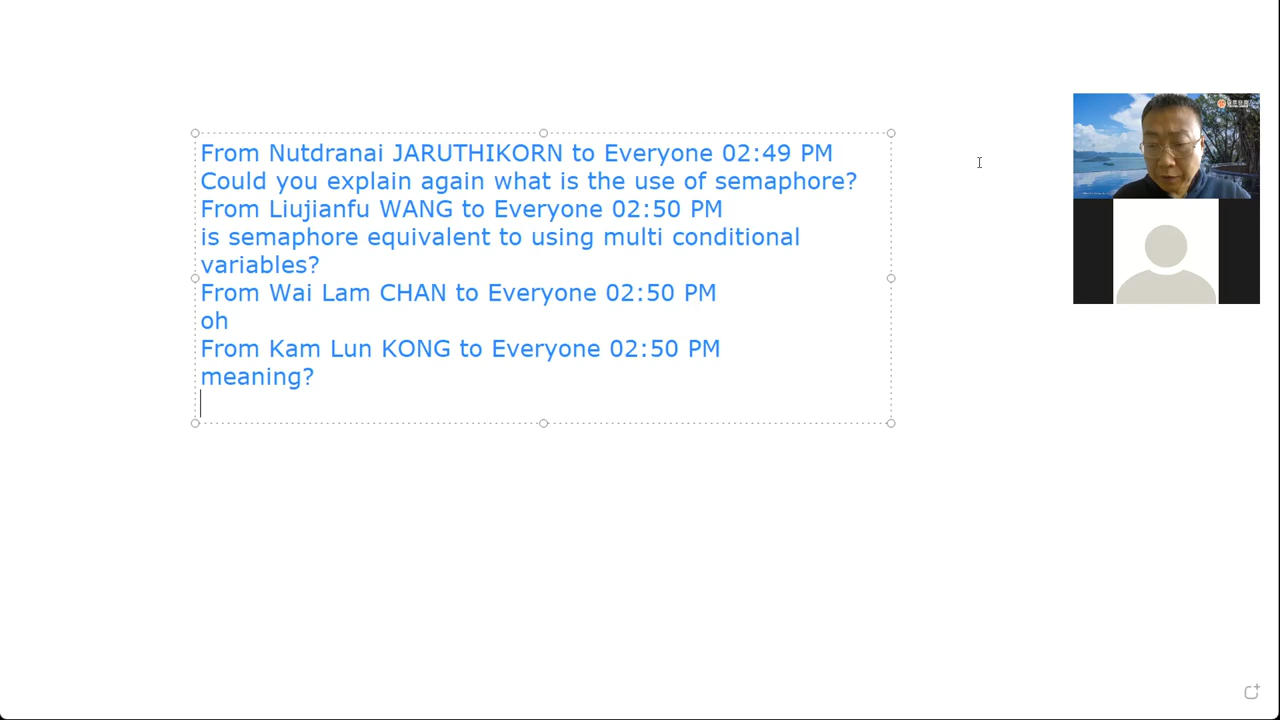 From Nutdranai JARUTHIKORN to Everyone 02:49 PM
Could you explain again what is the use of semaphore?
From Liujianfu WANG to Everyone 02:50 PM
is semaphore equivalent to using multi conditional
variables?
From Wai Lam CHAN to Everyone 02:50 PM
oh
From Kam Lun KONG to Everyone 02:50 PM
meaning?